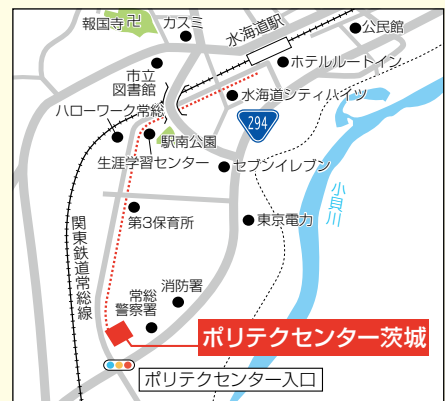 報国寺卍
カスミ
水海道駅
公民館
ホテルルートイン
市立
図書館
水海道シティハイツ
ハローワーク常総
294
駅南公園
生涯学習センター
セブンイレブン
小貝川
第3保育所
東京電力
関東鉄道常総線
消防署
常総
警察署
ポリテクセンター茨城
ポリテクセンター入口